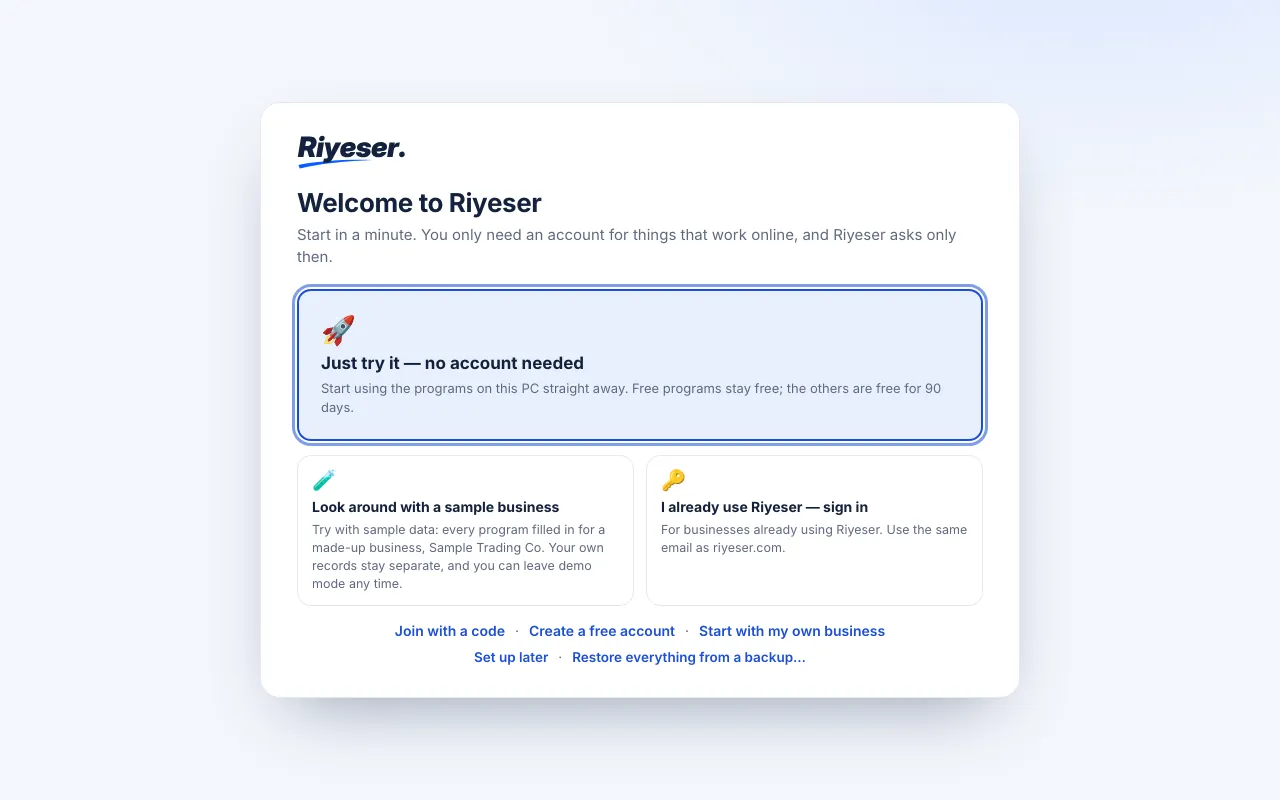 Riyeser.
Welcome to Riyeser
Start in a minute. You only need an account for things that work online, and Riyeser asks only
then.
Just try it — no account needed
Start using the programs on this PC straight away. Free programs stay free; the others are free for 90
days.
Look around with a sample business
Try with sample data: every program filled in for a
made-up business, Sample Trading Co. Your own
records stay separate, and you can leave demo
mode any time.
I already use Riyeser — sign in
For businesses already using Riyeser. Use the same
email as riyeser.com.
Join with a code · Create a free account · Start with my own business
Set up later · Restore everything from a backup…